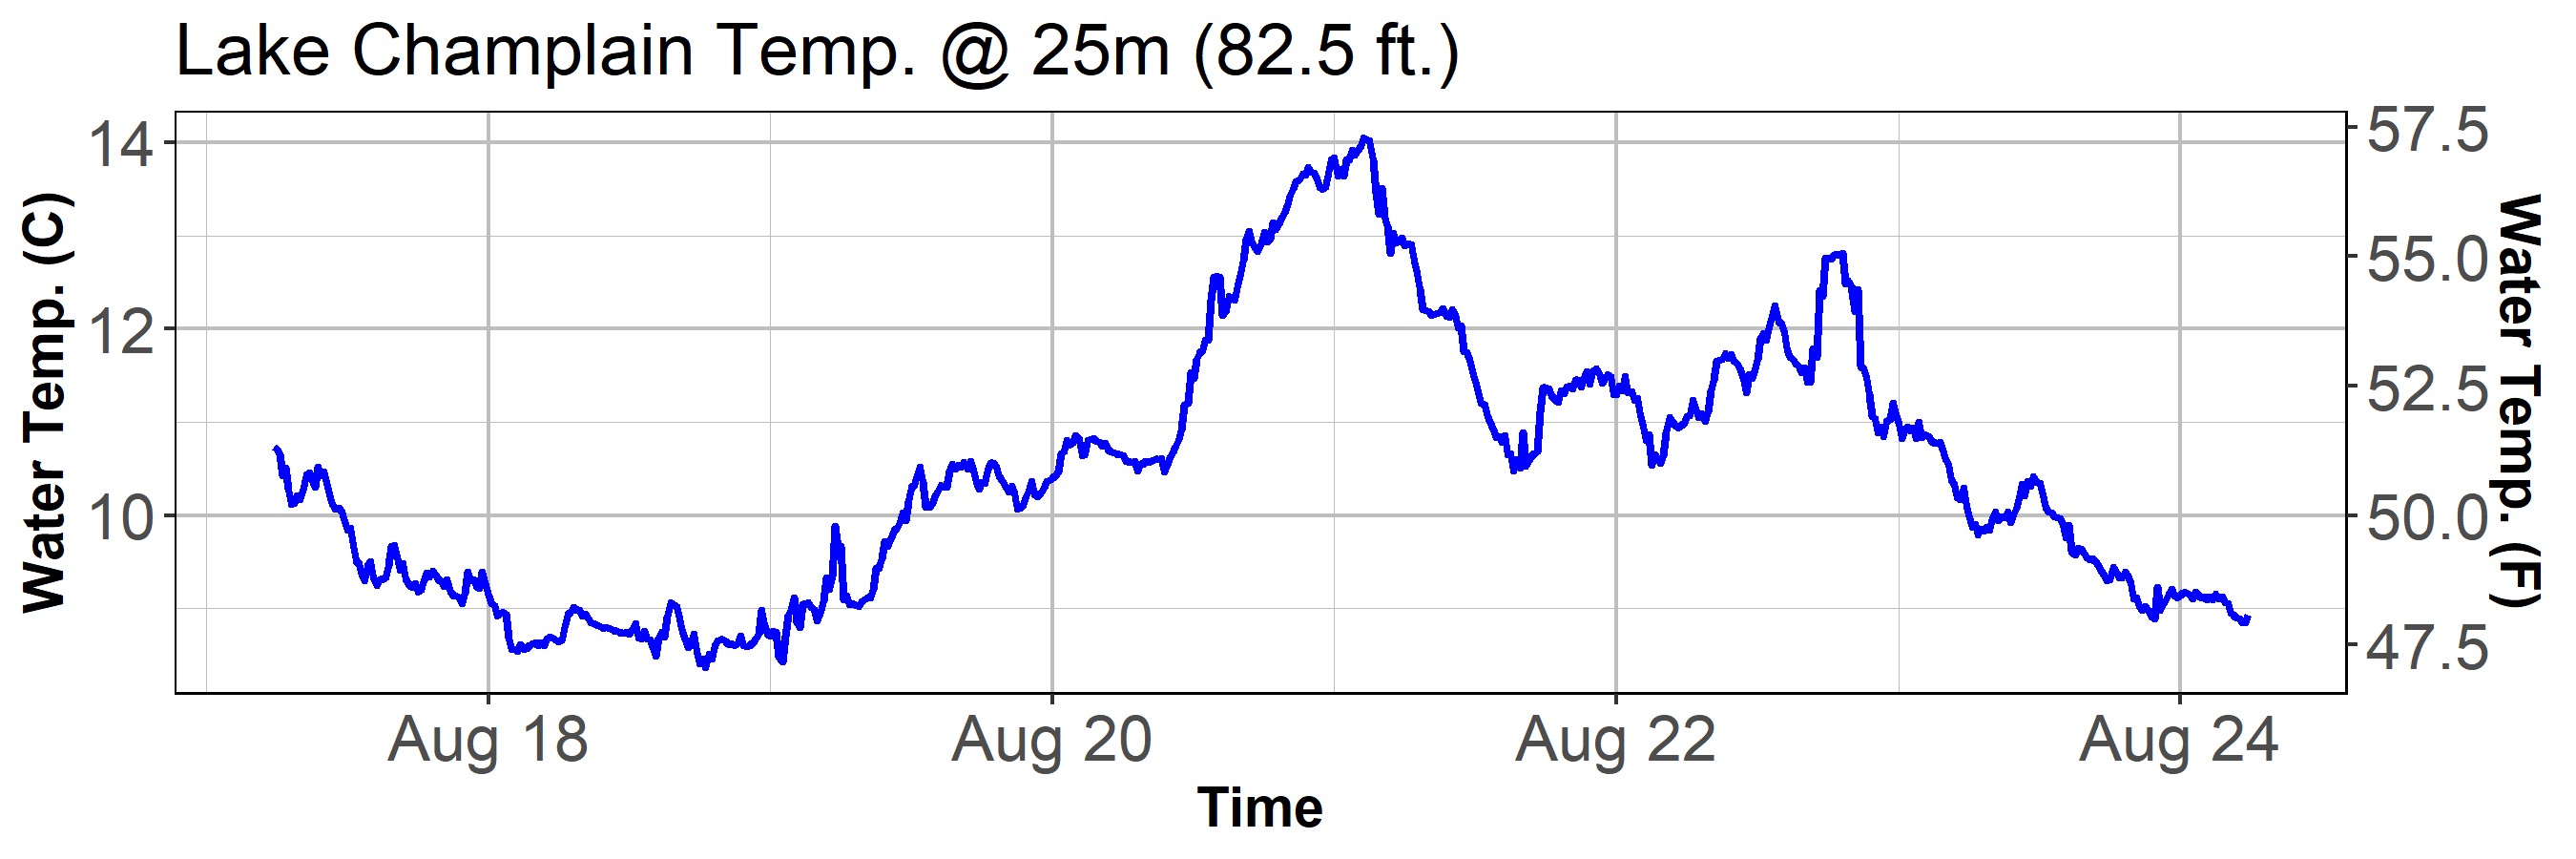 Lake Champlain Temp. @ 25m (82.5 ft.)
Water Temp. (C)
14
12
10
57.5
55.0
52.5
50.0
47.5
Water Temp. (F)
Aug 18
Aug 20
Aug 22
Aug 24
Time